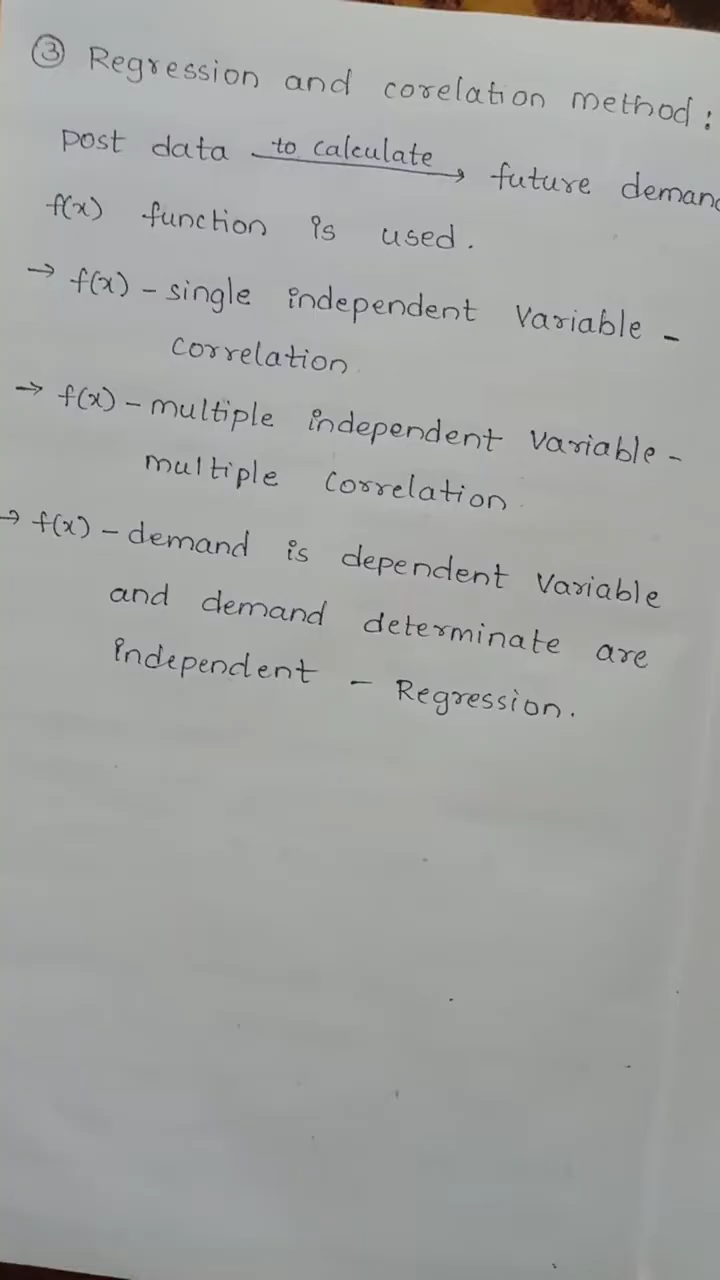 ③ Regression and corelation method:
post data to calculate → future demand
f(x) function is used.
→ f(x) - single independent variable -
correlation
→ f(x) - multiple independent variable -
multiple correlation
→ f(x) - demand is dependent variable
and demand determinate are
independent - Regression.